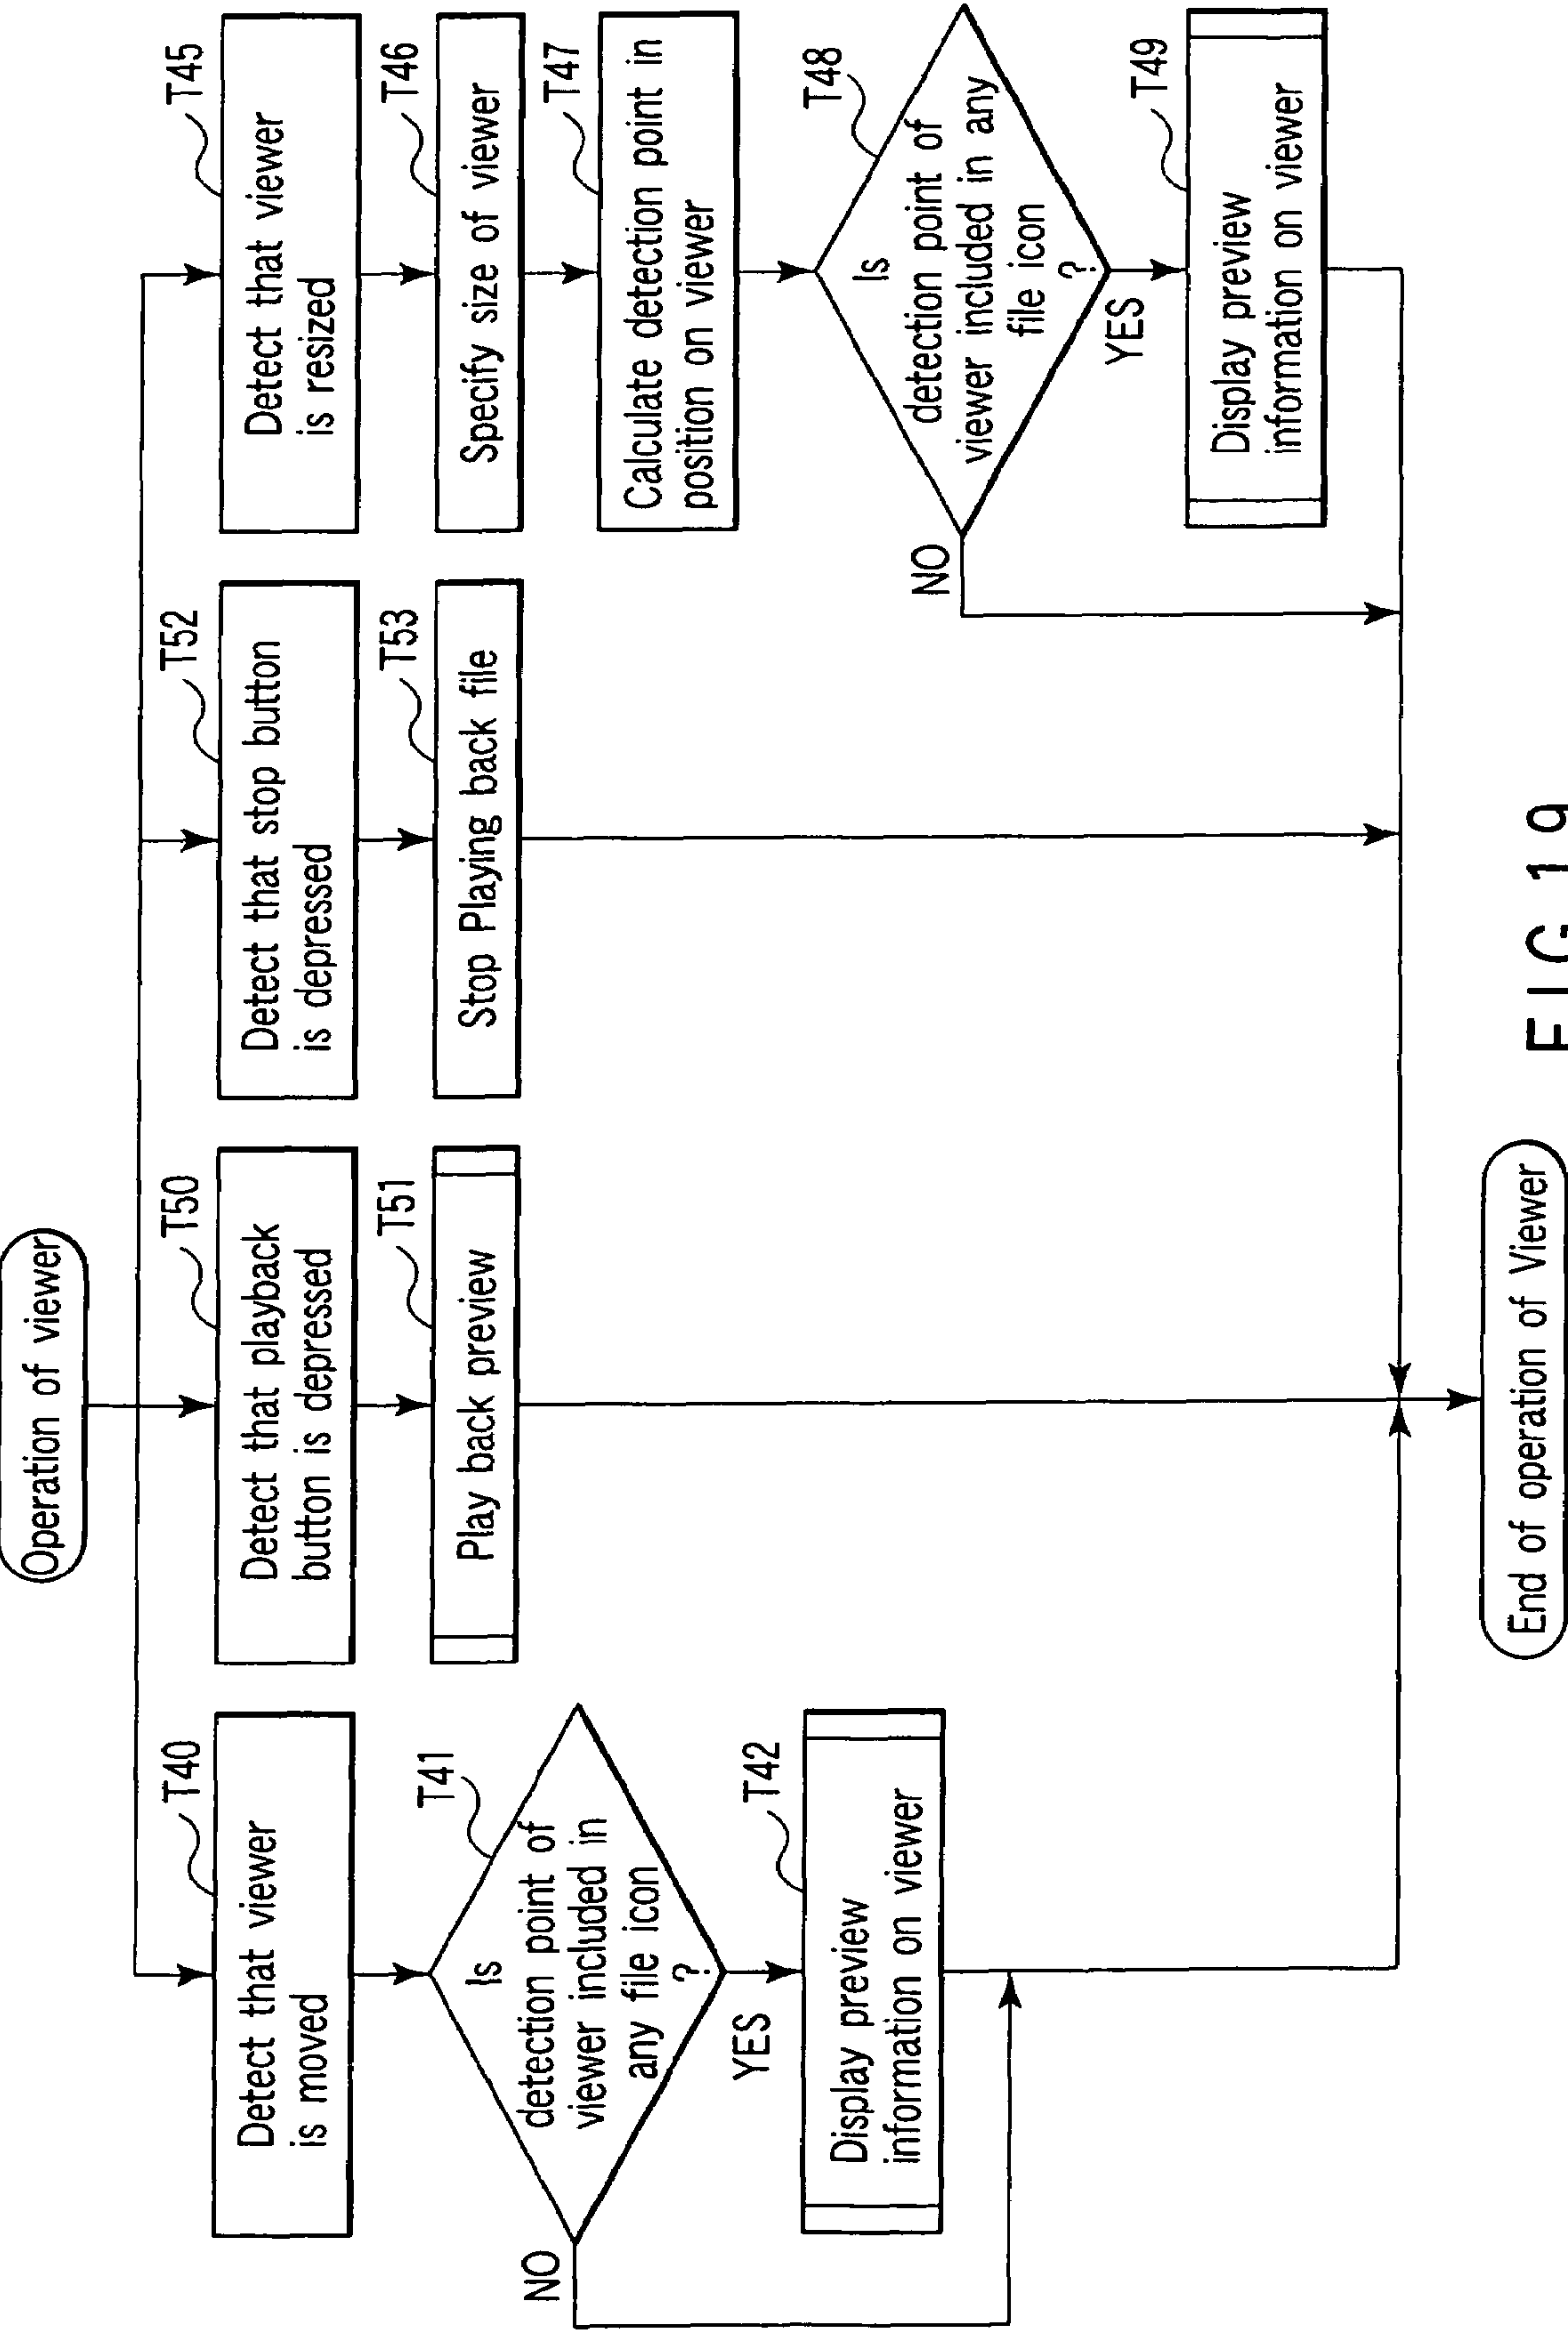 Operation of viewer
T40
Detect that viewer
is moved
T41
Is
detection point of
viewer included in
any file icon
?
NO
YES
T42
Display preview
information on viewer
T50
Detect that playback
button is depressed
T51
Play back preview
T52
Detect that stop button
is depressed
T53
Stop Playing back file
T45
Detect that viewer
is resized
T46
Specify size of viewer
T47
Calculate detection point in
position on viewer
T48
Is
detection point of
viewer included in any
file icon
?
NO
YES
T49
Display preview
information on viewer
End of operation of Viewer
FIG 19